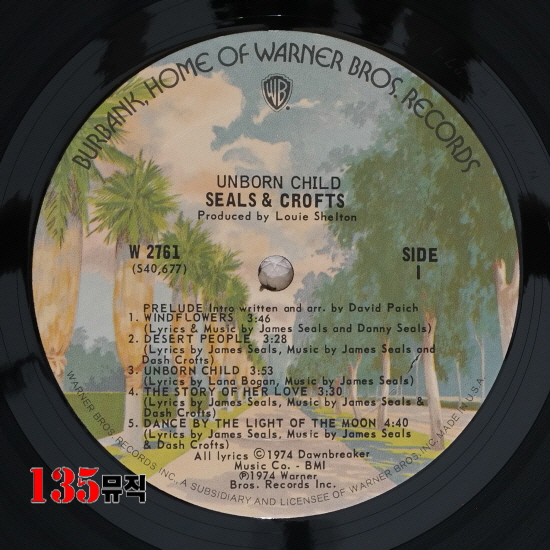 BURBANK, HOME OF WARNER BROS. RECORDS
WB
UNBORN CHILD
SEALS & CROFTS
Produced by Louie Shelton
W 2761
(S40,677)
SIDE
1
PRELUDE Intro written and arr. by David Paich
1. WINDFLOWERS 3:46
(Lyrics & Music by James Seals and Danny Seals)
2. DESERT PEOPLE 3:28
(Lyrics by James Seals, Music by James Seals and
Dash Crofts)
3. UNBORN CHILD 3:53
(Lyrics by Lana Bogan, Music by James Seals)
4. THE STORY OF HER LOVE 3:30
(Lyrics by James Seals, Music by James Seals &
Dash Crofts)
5. DANCE BY THE LIGHT OF THE MOON 4:40
(Lyrics by James Seals, Music by James Seals
& Dash Crofts)
All lyrics ©1974 Dawnbreaker
Music Co. - BMI
℗1974 Warner
Bros. Records Inc.
WARNER BROS. RECORDS INC., A SUBSIDIARY AND LICENSEE OF WARNER BROS. INC. MADE IN U.S.A.
135뮤직